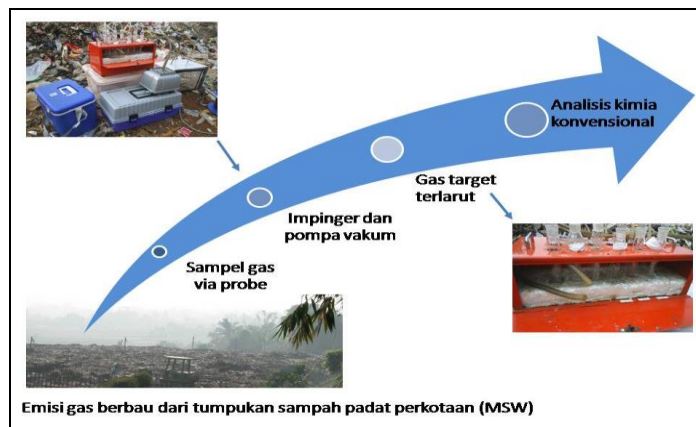 Analisis kimia
konvensional
Gas target
terlarut
Impinger dan
pompa vakum
Sampel gas
via probe
Emisi gas berbau dari tumpukan sampah padat perkotaan (MSW)